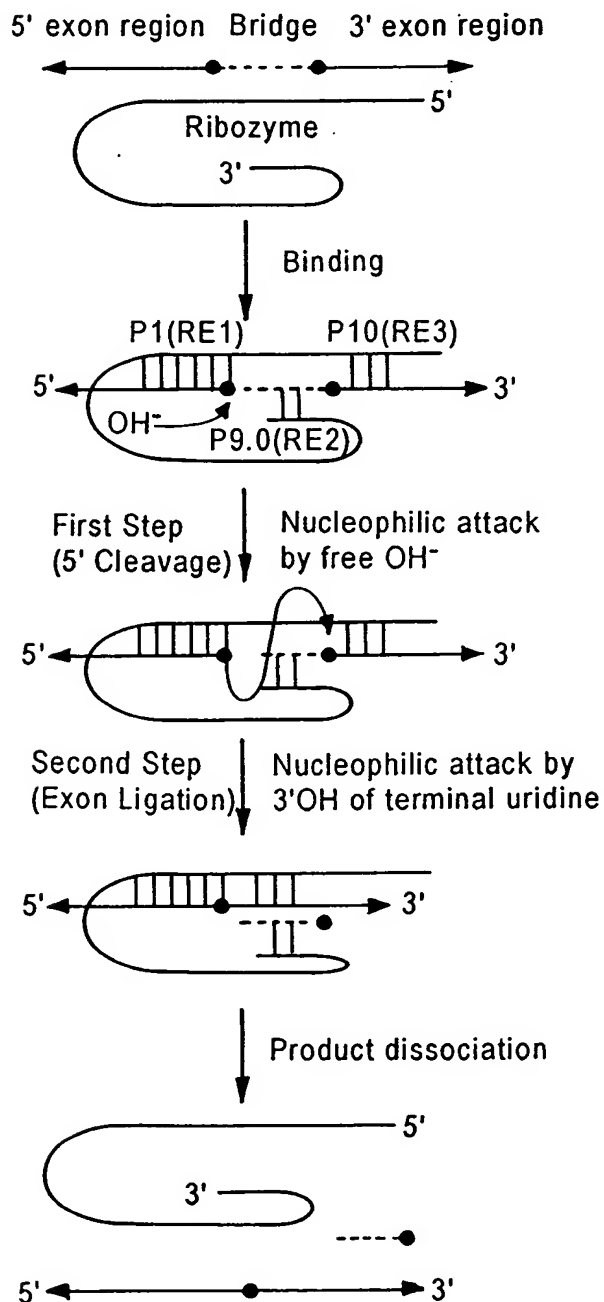 5' exon region Bridge 3' exon region
5'
Ribozyme
3'
Binding
P1(RE1) P10(RE3)
5' 3'
OH-
P9.0(RE2)
First Step Nucleophilic attack
(5' Cleavage) by free OH-
5' 3'
Second Step Nucleophilic attack by
(Exon Ligation) 3'OH of terminal uridine
5' 3'
Product dissociation
5'
3'
5' 3'